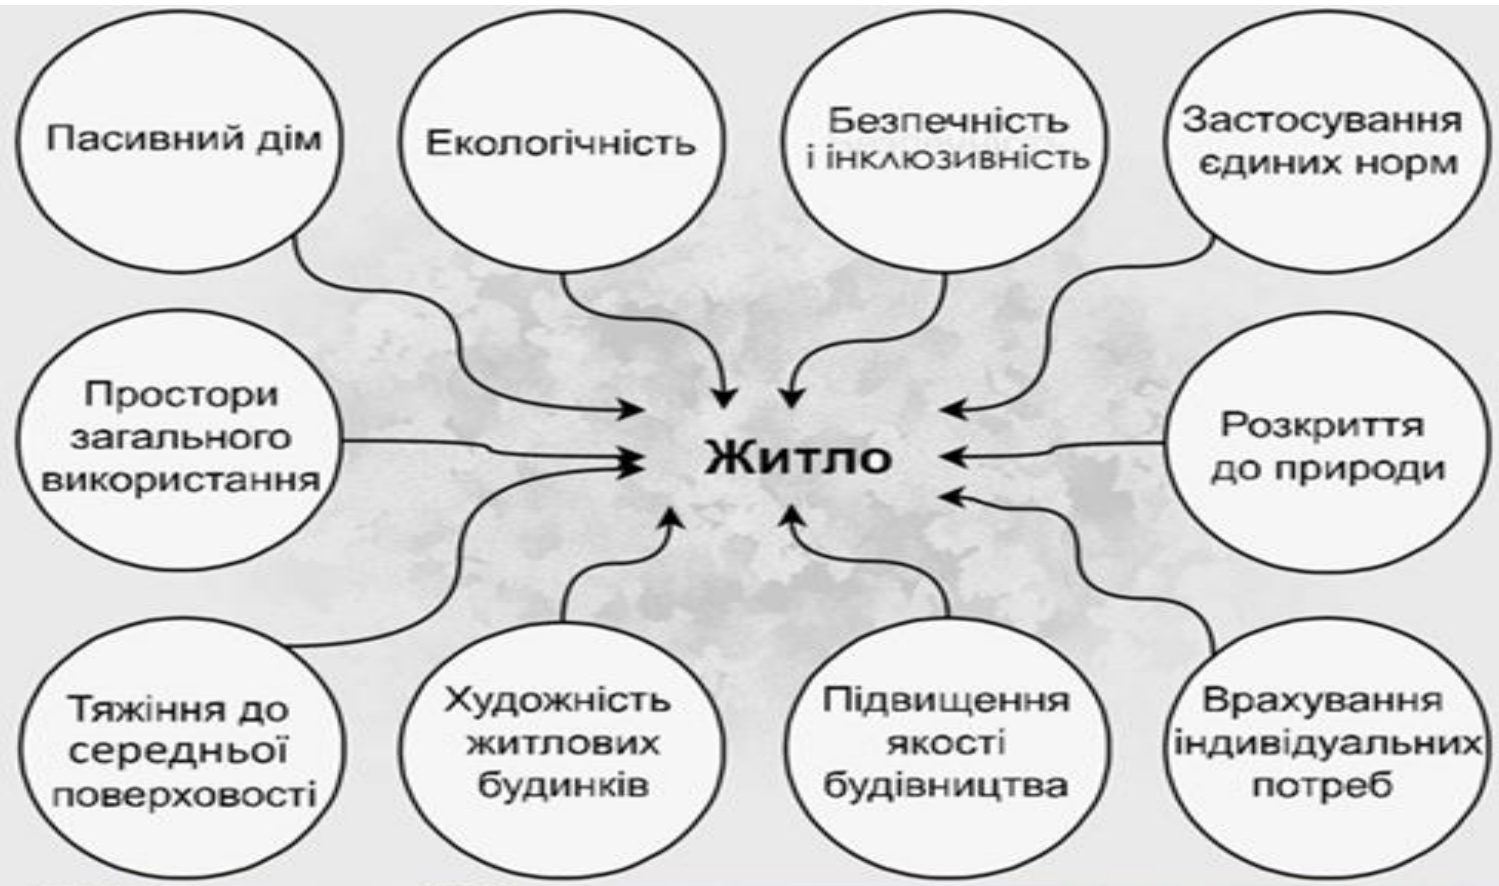 Пасивний дім
Екологічність
Безпечність
і інклюзивність
Застосування
єдиних норм
Простори
загального
використання
Житло
Розкриття
до природи
Тяжіння до
середньої
поверховості
Художність
житлових
будинків
Підвищення
якості
будівництва
Врахування
індивідуальних
потреб